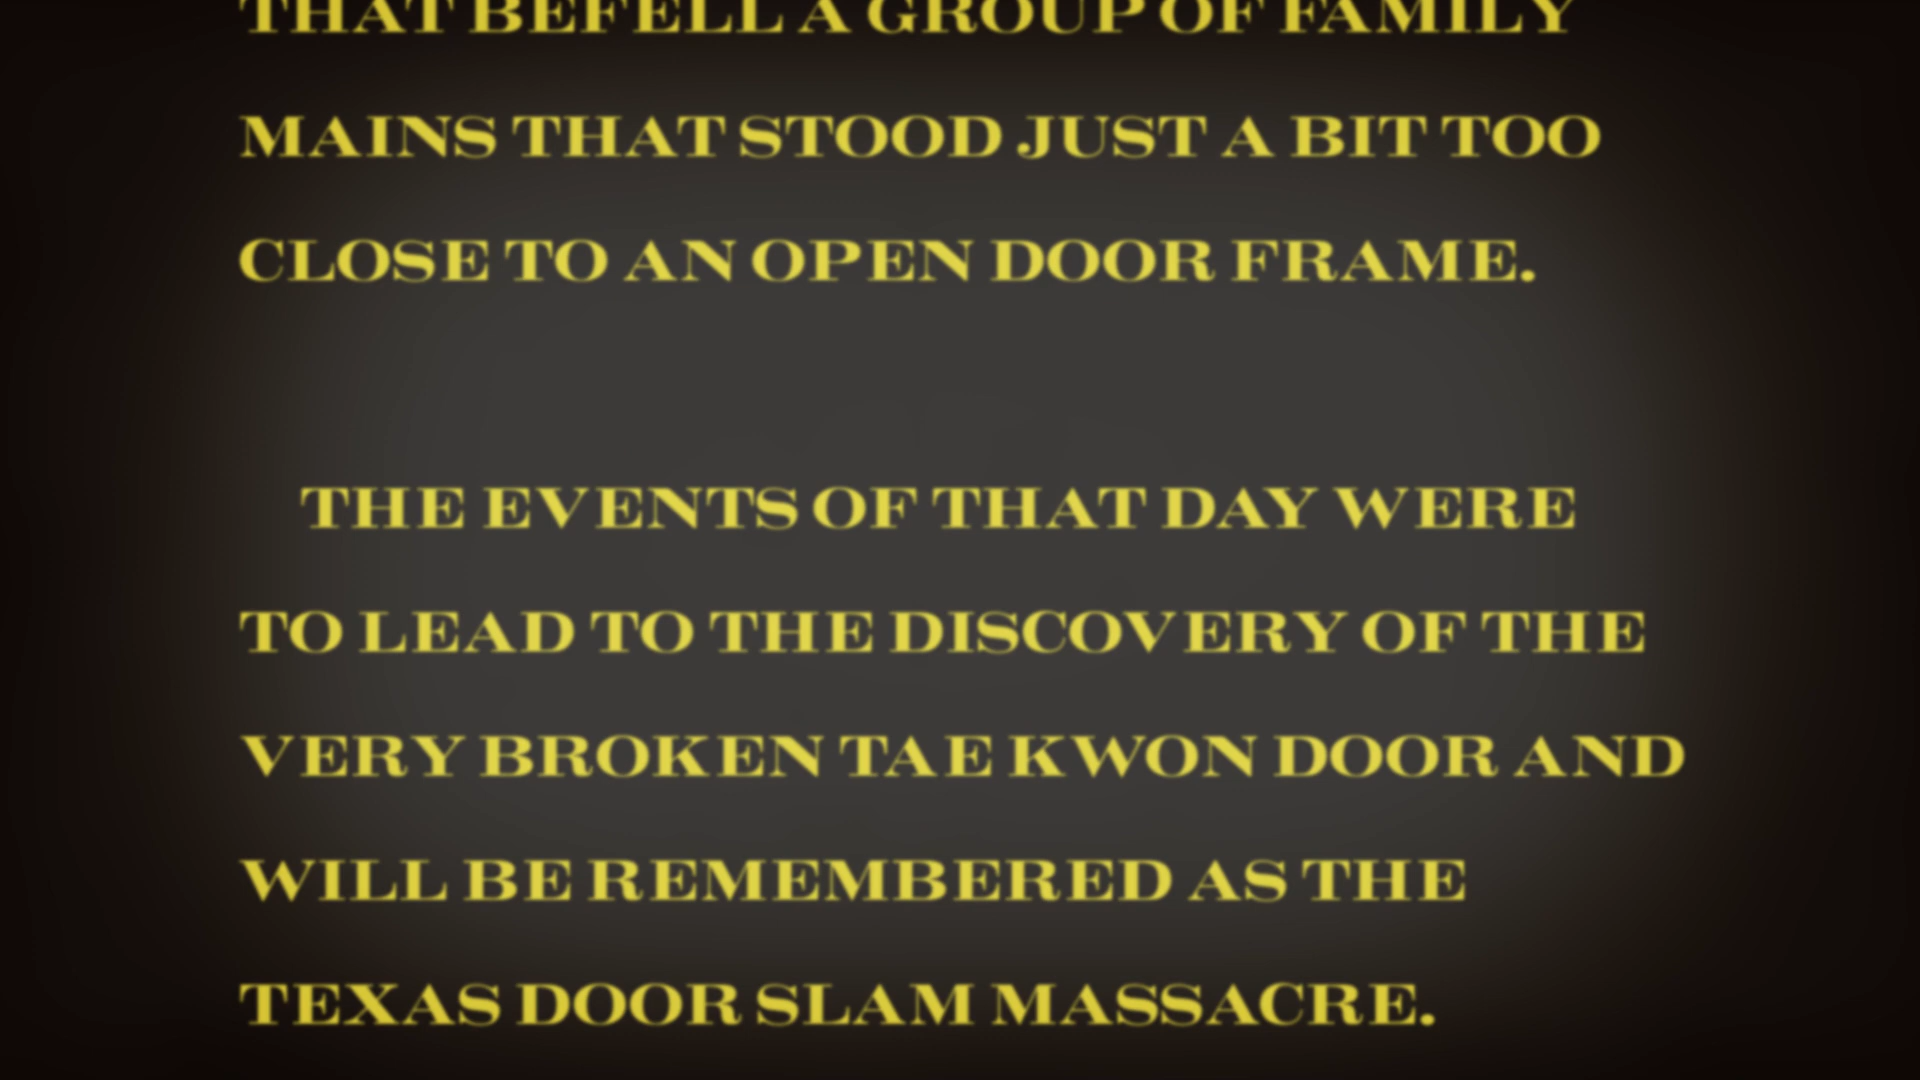 THAT BEFELL A GROUP OF FAMILY
MAINS THAT STOOD JUST A BIT TOO
CLOSE TO AN OPEN DOOR FRAME.
THE EVENTS OF THAT DAY WERE
TO LEAD TO THE DISCOVERY OF THE
VERY BROKEN TAE KWON DOOR AND
WILL BE REMEMBERED AS THE
TEXAS DOOR SLAM MASSACRE.